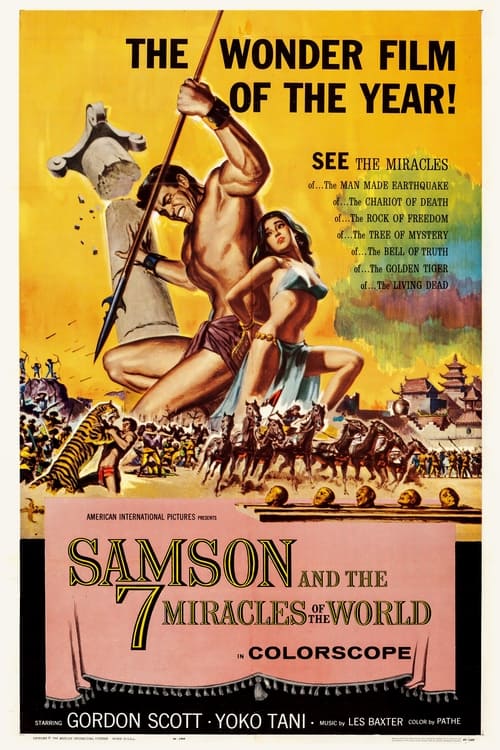 THE WONDER FILM
OF THE YEAR!
SEE THE MIRACLES
of...The MAN MADE EARTHQUAKE
of...The CHARIOT OF DEATH
of...The ROCK OF FREEDOM
of...The TREE OF MYSTERY
of...The BELL OF TRUTH
of...The GOLDEN TIGER
of...The LIVING DEAD
AMERICAN INTERNATIONAL PICTURES PRESENTS
SAMSON AND THE
7 MIRACLES OF THE WORLD
IN COLORSCOPE
STARRING GORDON SCOTT · YOKO TANI · MUSIC by LES BAXTER COLOR by PATHE